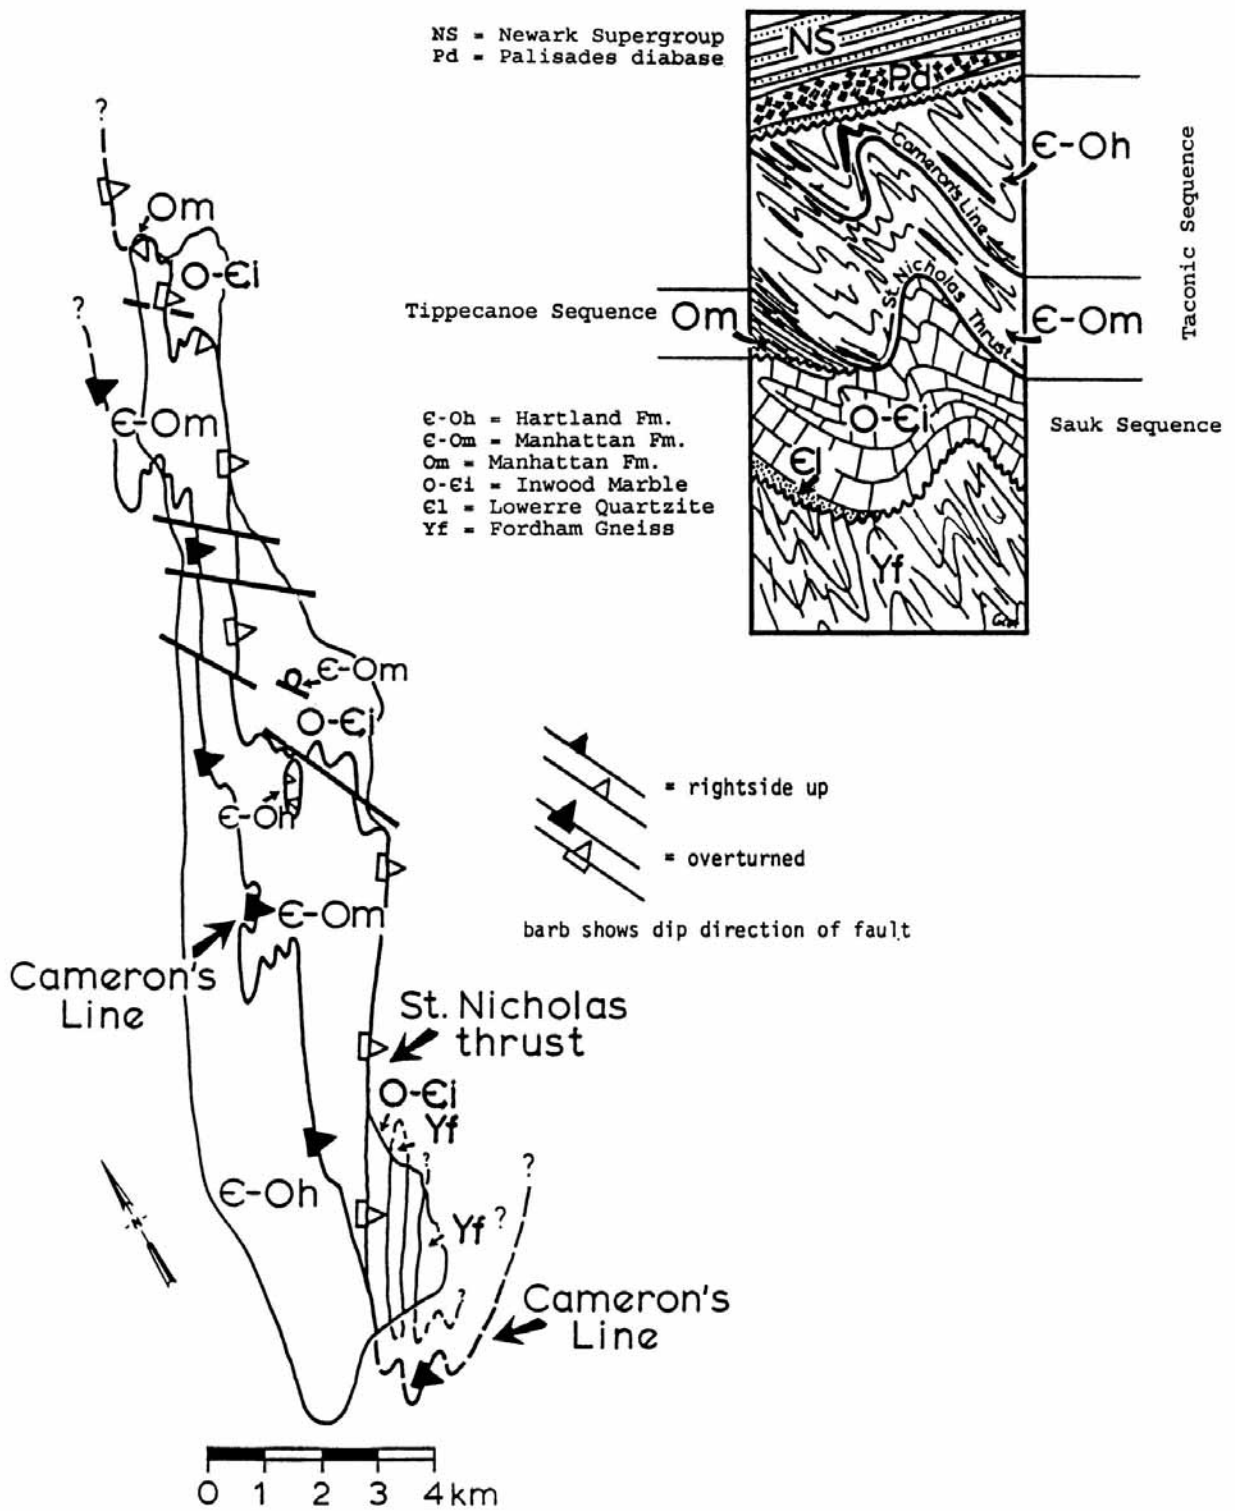 NS = Newark Supergroup
Pd = Palisades diabase
NS
Pd
Cameron's Line
Є-Oh
Taconic Sequence
St. Nicholas Thrust
Tippecanoe Sequence
Om
Є-Om
O-Єi
Sauk Sequence
Єl
Yf
Є-Oh = Hartland Fm.
Є-Om = Manhattan Fm.
Om = Manhattan Fm.
O-Єi = Inwood Marble
Єl = Lowerre Quartzite
Yf = Fordham Gneiss
?
Om
O-Єi
?
Є-Om
Є-Om
O-Єi
Є-Oh
= rightside up
= overturned
barb shows dip direction of fault
Є-Om
Cameron's
Line
St. Nicholas
thrust
O-Єi
Yf
?
?
Є-Oh
Yf
?
N
?
Cameron's
Line
0 1 2 3 4 km